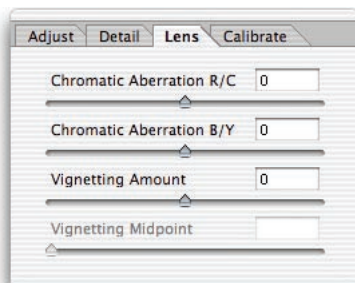 Adjust Detail Lens Calibrate
Chromatic Aberration R/C 0
Chromatic Aberration B/Y 0
Vignetting Amount 0
Vignetting Midpoint